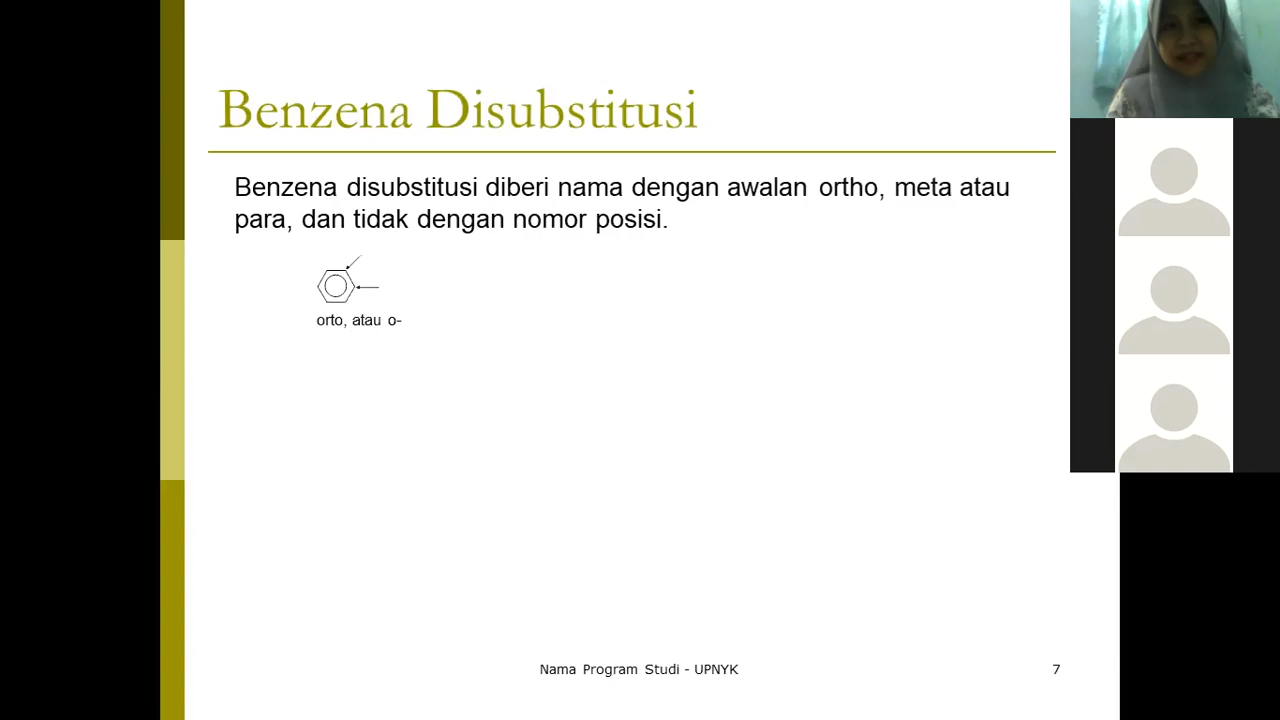 Benzena Disubstitusi
Benzena disubstitusi diberi nama dengan awalan ortho, meta atau
para, dan tidak dengan nomor posisi.
orto, atau o-
Nama Program Studi - UPNYK
7